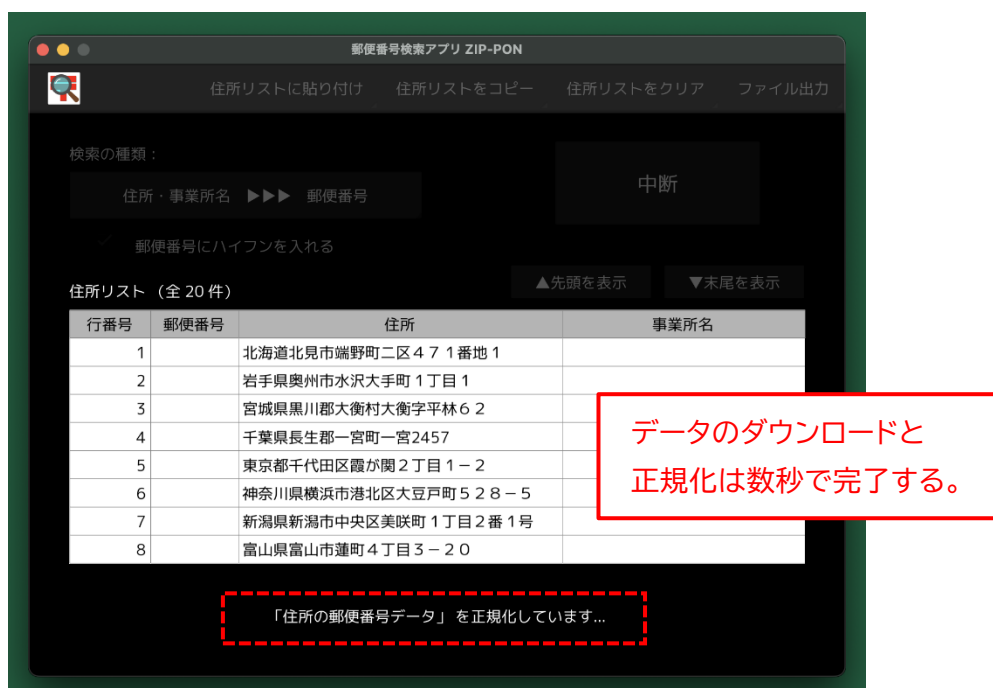 郵便番号検索アプリ ZIP-PON
住所リストに貼り付け 住所リストをコピー 住所リストをクリア ファイル出力
検索の種類：
住所・事業所名 ▶▶▶ 郵便番号
中断
郵便番号にハイフンを入れる
住所リスト （全 20 件）
▲先頭を表示 ▼末尾を表示
行番号 郵便番号 住所 事業所名
1 北海道北見市端野町二区４７１番地１
2 岩手県奥州市水沢大手町１丁目１
3 宮城県黒川郡大衡村大衡字平林６２
4 千葉県長生郡一宮町一宮2457
5 東京都千代田区霞が関２丁目１－２
6 神奈川県横浜市港北区大豆戸町５２８－５
7 新潟県新潟市中央区美咲町１丁目２番１号
8 富山県富山市蓮町４丁目３－２０
データのダウンロードと
正規化は数秒で完了する。
「住所の郵便番号データ」を正規化しています...